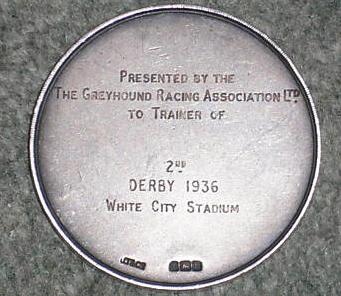 PRESENTED BY THE
THE GREYHOUND RACING ASSOCIATION LTD
TO TRAINER OF
2ND
DERBY 1936
WHITE CITY STADIUM